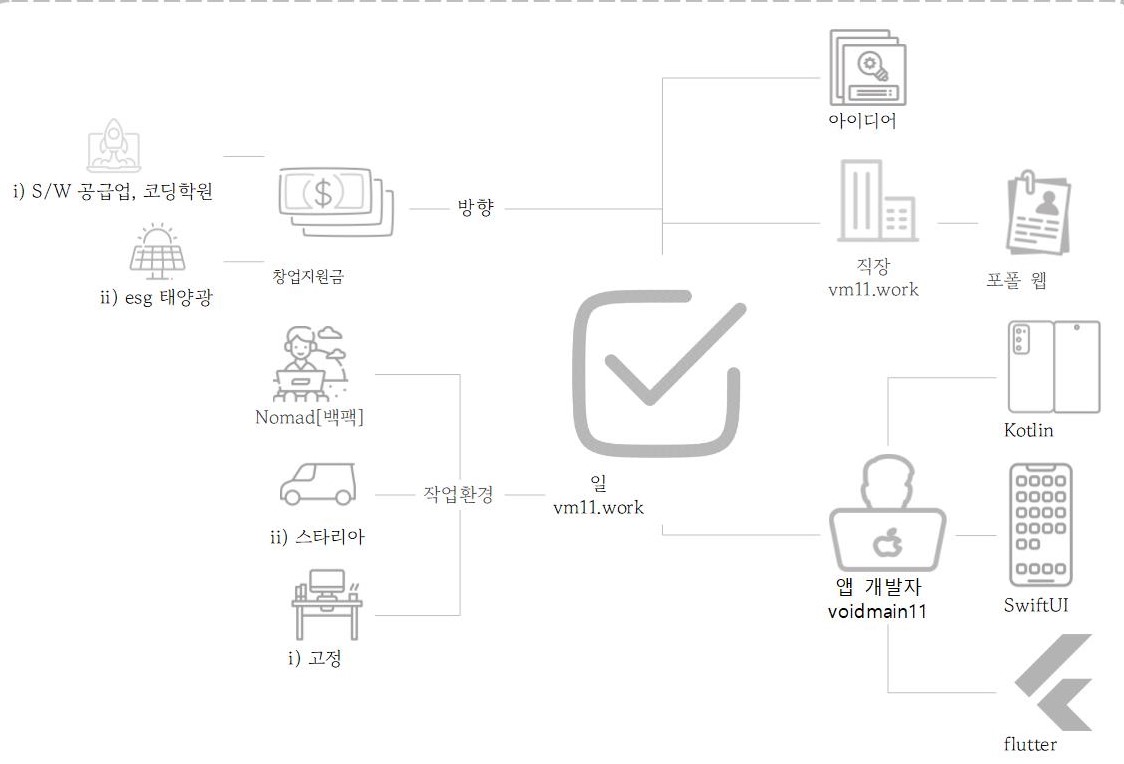 아이디어
i) S/W 공급업, 코딩학원
방향
직장
vm11.work
포폴 웹
창업지원금
ii) esg 태양광
Nomad[백팩]
Kotlin
일
vm11.work
작업환경
ii) 스타리아
앱 개발자
voidmain11
SwiftUI
i) 고정
flutter